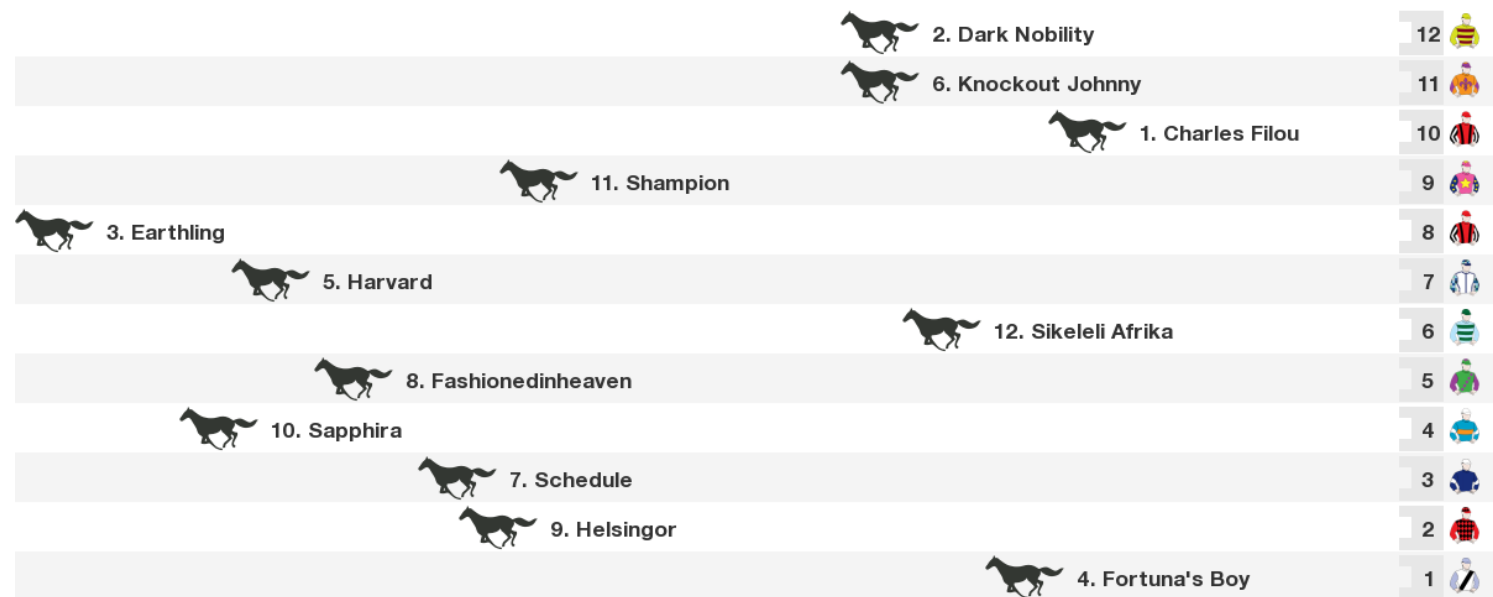 2. Dark Nobility 12
6. Knockout Johnny 11
1. Charles Filou 10
11. Shampion 9
3. Earthling 8
5. Harvard 7
12. Sikeleli Afrika 6
8. Fashionedinheaven 5
10. Sapphira 4
7. Schedule 3
9. Helsingor 2
4. Fortuna's Boy 1